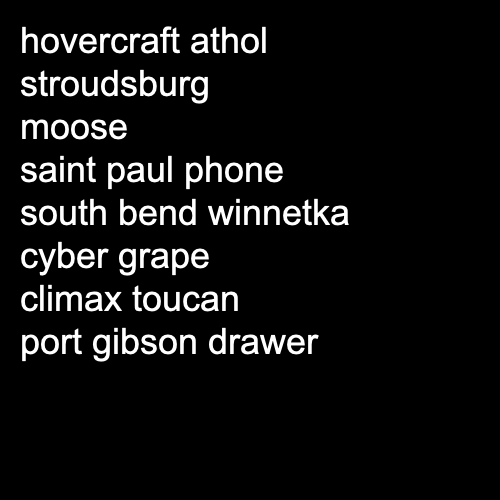 hovercraft athol
stroudsburg
moose
saint paul phone
south bend winnetka
cyber grape
climax toucan
port gibson drawer